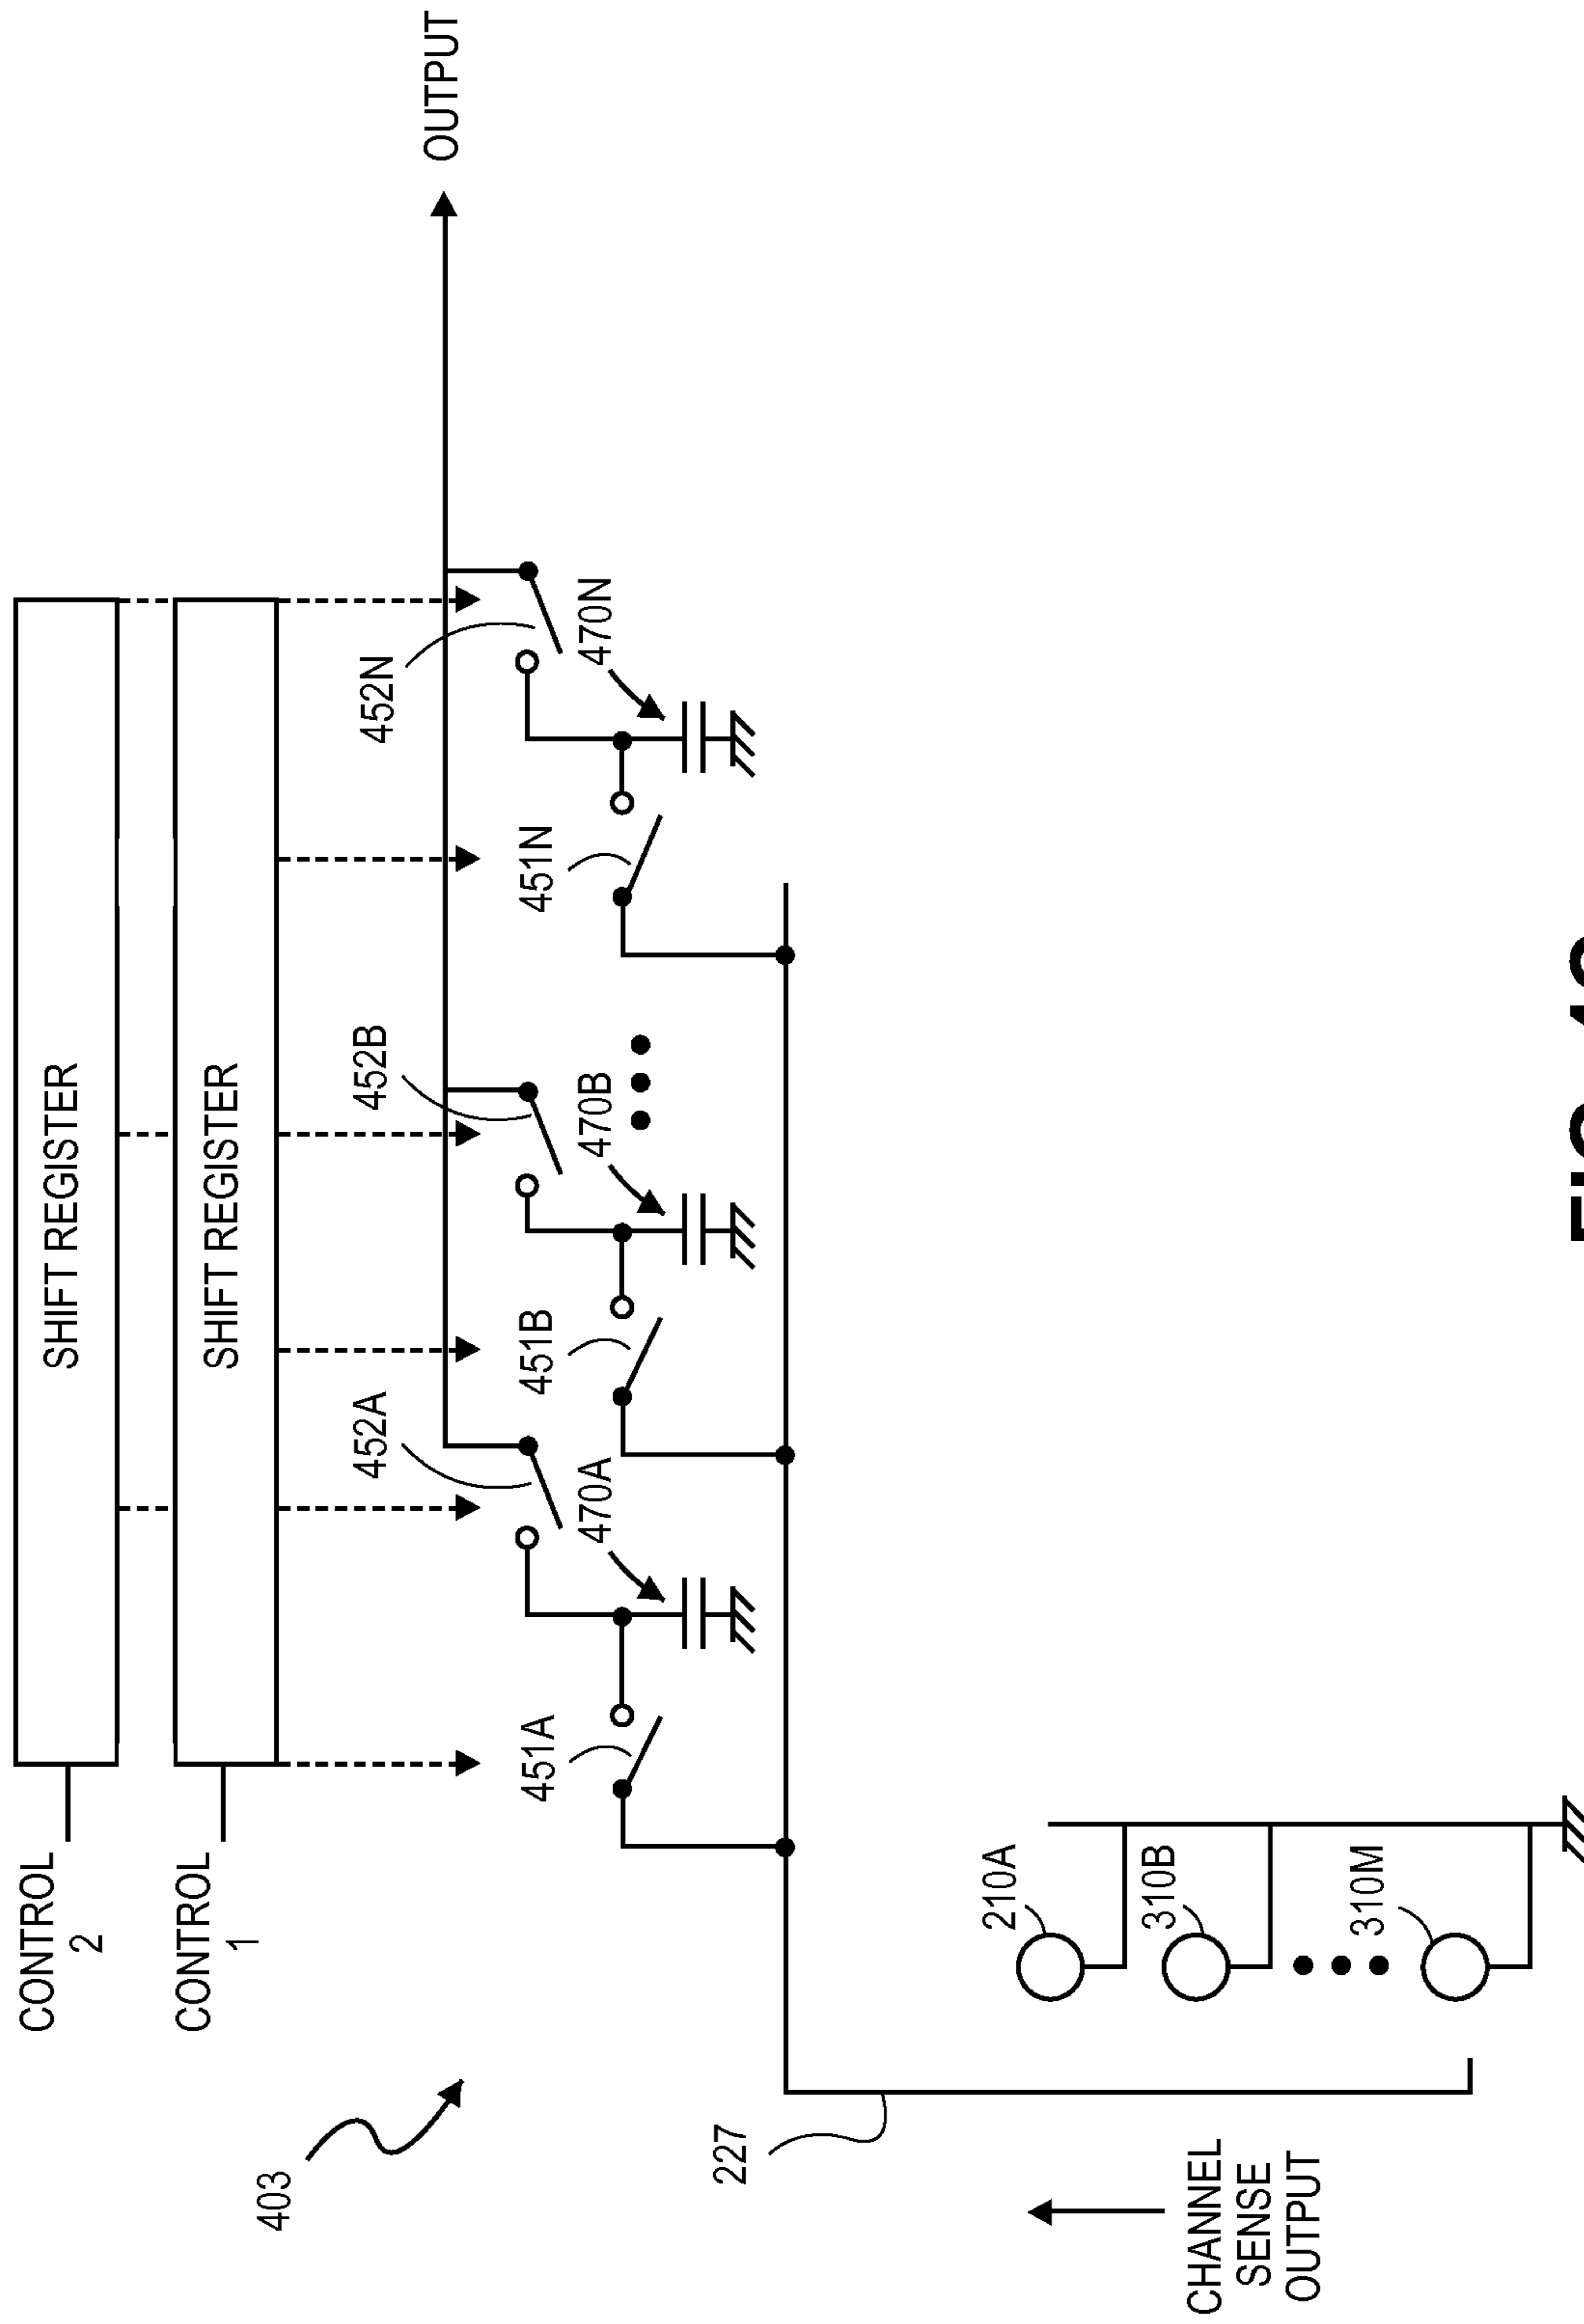 CONTROL
2
SHIFT REGISTER
CONTROL
1
SHIFT REGISTER
OUTPUT
403
452A
452B
452N
451A
470A
451B
470B
451N
470N
227
210A
310B
310M
CHANNEL
SENSE
OUTPUT